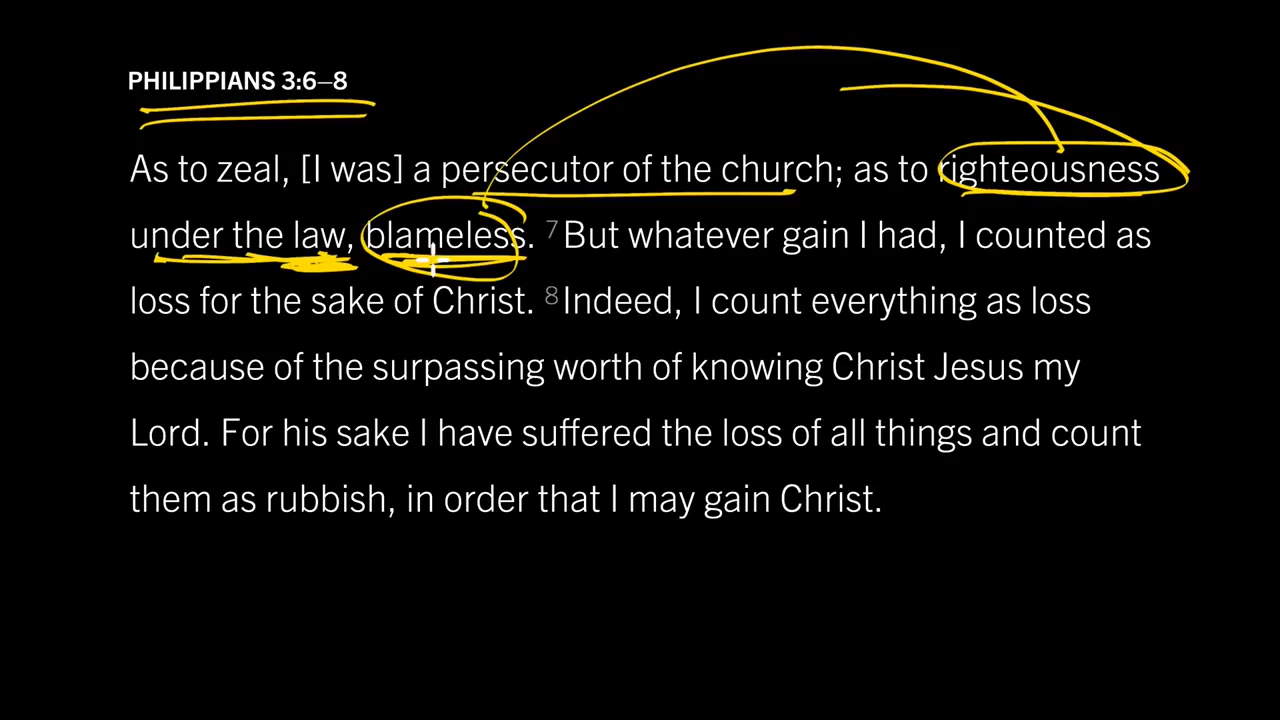 PHILIPPIANS 3:6–8
As to zeal, [I was] a persecutor of the church; as to righteousness
under the law, blameless. 7 But whatever gain I had, I counted as
loss for the sake of Christ. 8 Indeed, I count everything as loss
because of the surpassing worth of knowing Christ Jesus my
Lord. For his sake I have suffered the loss of all things and count
them as rubbish, in order that I may gain Christ.